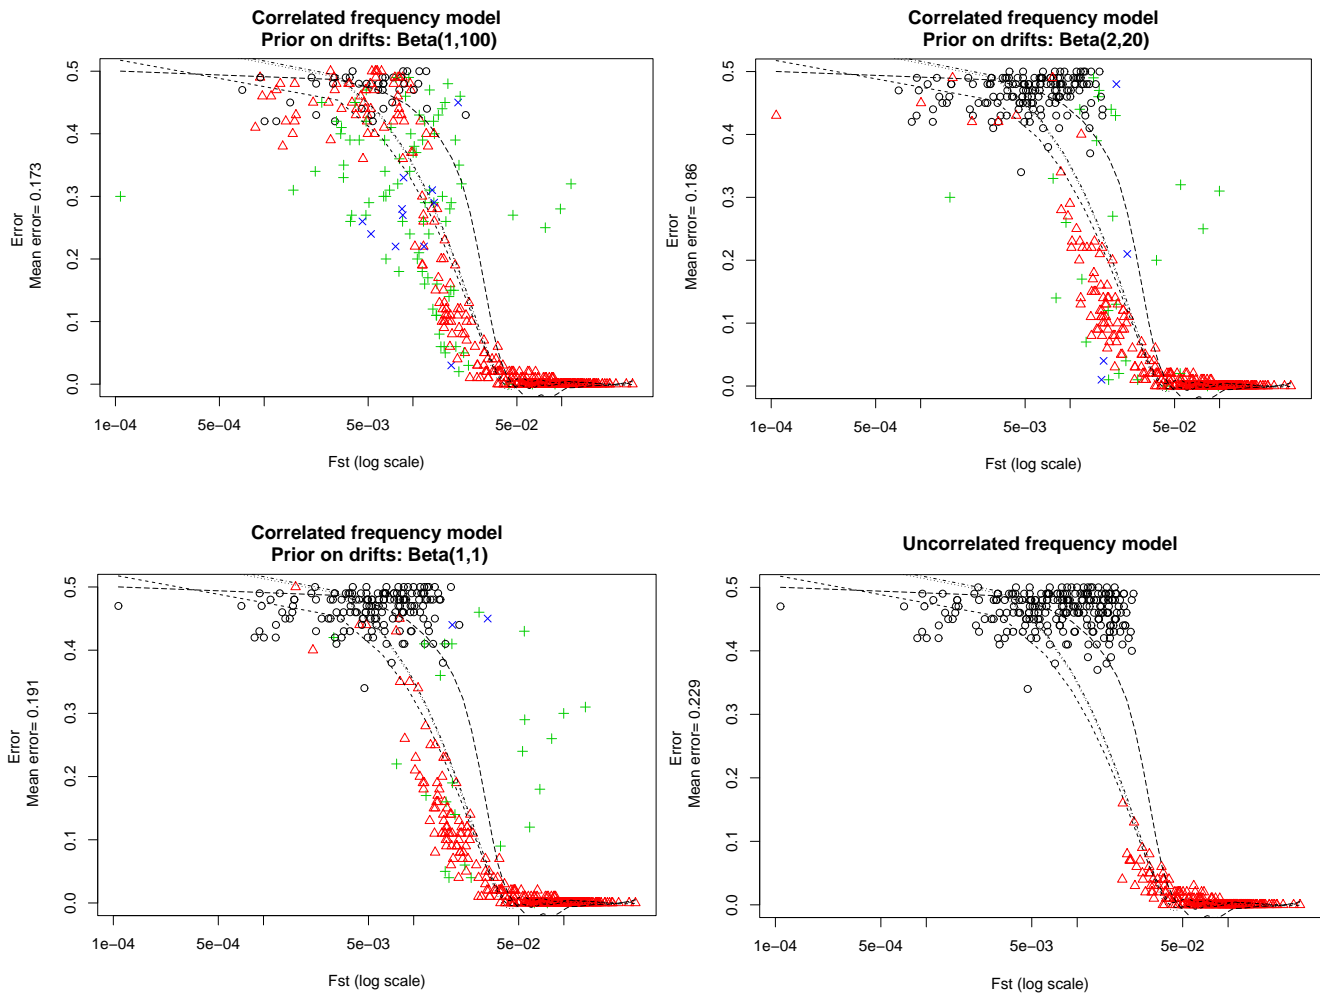 Correlated frequency model
Prior on drifts: Beta(1,100)
0.5
0.4
0.3
0.2
0.1
0.0
Error
Mean error= 0.173
1e−04
5e−04
5e−03
5e−02
Fst (log scale)
Correlated frequency model
Prior on drifts: Beta(2,20)
0.5
0.4
0.3
0.2
0.1
0.0
Error
Mean error= 0.186
1e−04
5e−04
5e−03
5e−02
Fst (log scale)
Correlated frequency model
Prior on drifts: Beta(1,1)
0.5
0.4
0.3
0.2
0.1
0.0
Error
Mean error= 0.191
1e−04
5e−04
5e−03
5e−02
Fst (log scale)
Uncorrelated frequency model
0.5
0.4
0.3
0.2
0.1
0.0
Error
Mean error= 0.229
1e−04
5e−04
5e−03
5e−02
Fst (log scale)